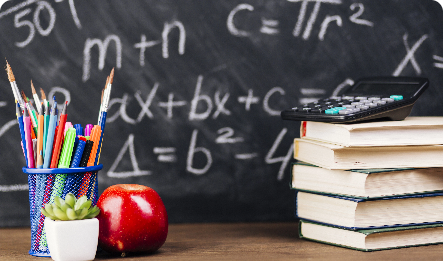 50
m + n
C = πr²
x =
ax + bx + c =
Δ = b² - 4